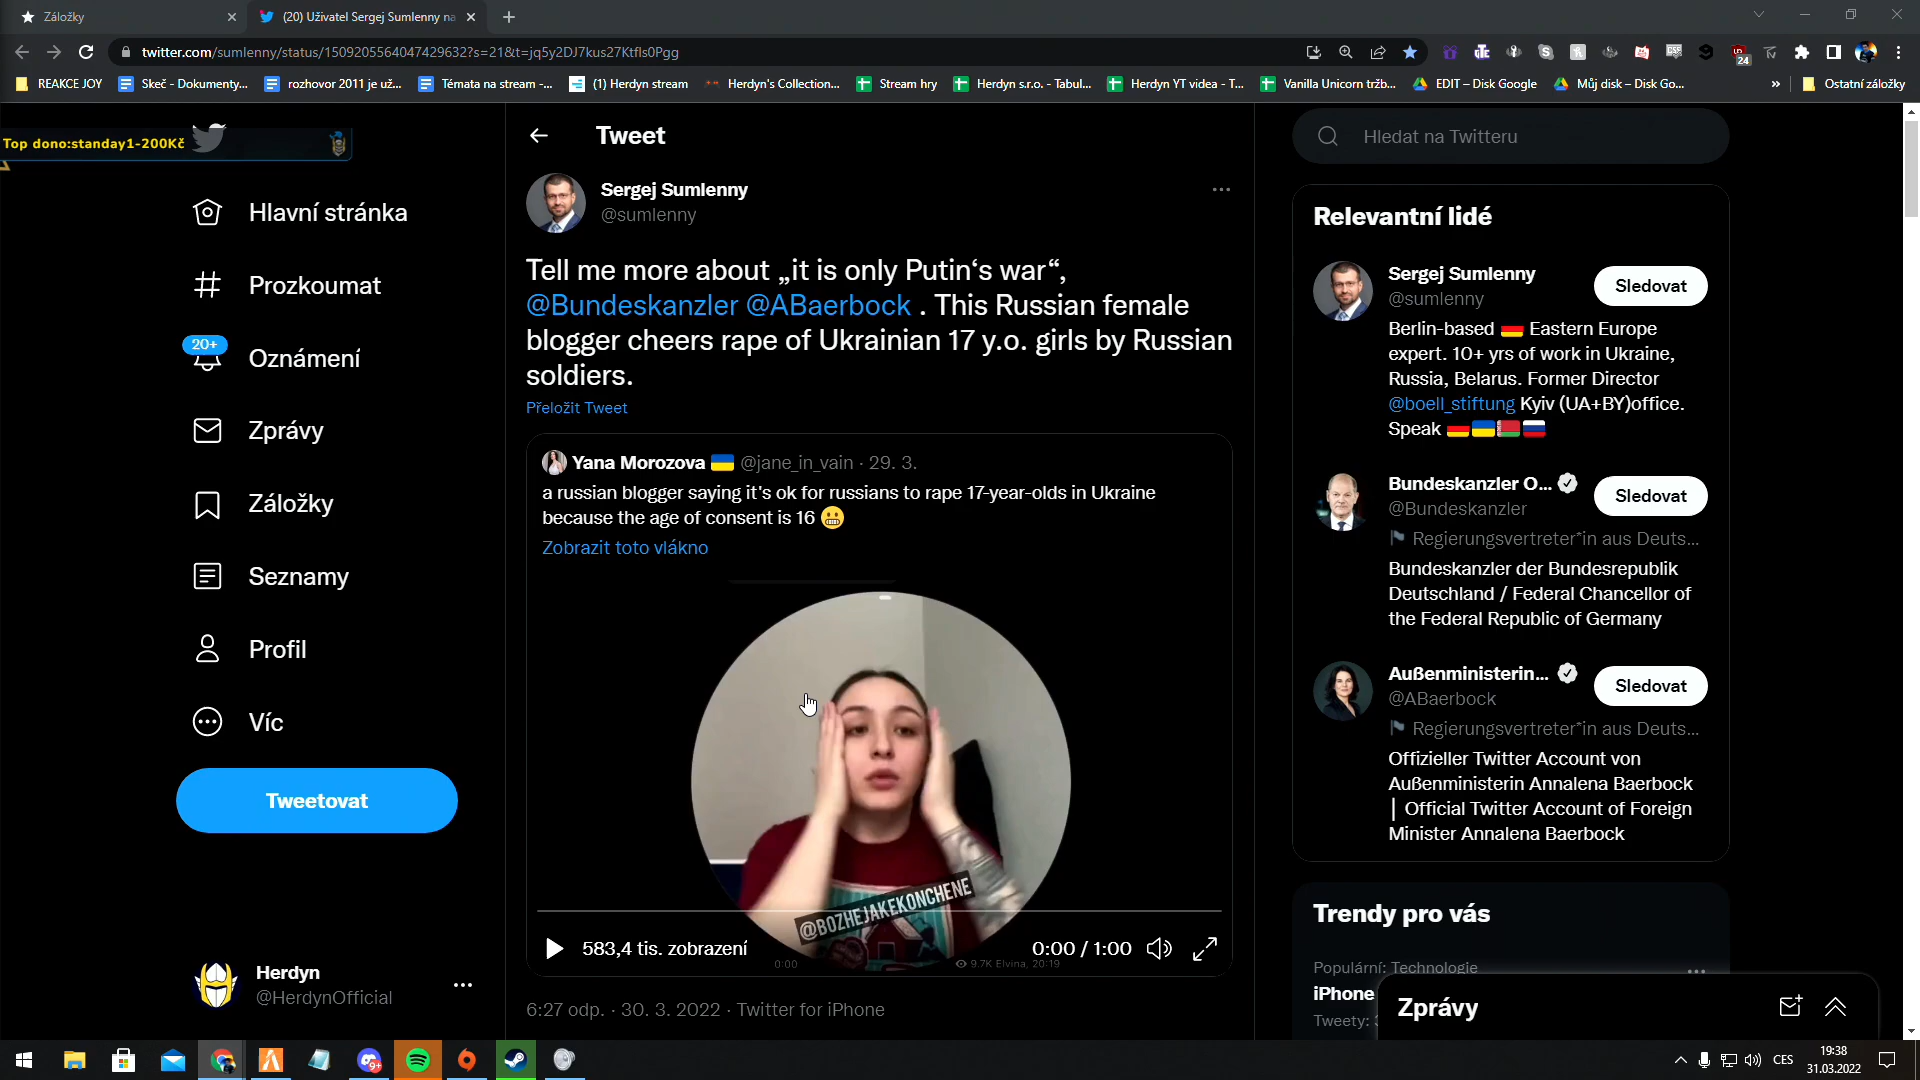 Záložky
(20) Uživatel Sergej Sumlenny na
twitter.com/sumlenny/status/1509205564047429632?s=21&t=jq5y2DJ7kus27Ktfls0Pgg
24
REAKCE JOY
Skeč - Dokumenty...
rozhovor 2011 je už...
Témata na stream -...
(1) Herdyn stream
Herdyn's Collection...
Stream hry
Herdyn s.r.o. - Tabul...
Herdyn YT videa - T...
Vanilla Unicorn tržb...
EDIT – Disk Google
Můj disk – Disk Go...
»
Ostatní záložky
Top dono:standay1-200Kč
Hlavní stránka
Prozkoumat
20+
Oznámení
Zprávy
Záložky
Seznamy
Profil
Víc
Tweetovat
Herdyn
@HerdynOfficial
Tweet
Sergej Sumlenny
@sumlenny
Tell me more about „it is only Putin‘s war“,
@Bundeskanzler @ABaerbock . This Russian female
blogger cheers rape of Ukrainian 17 y.o. girls by Russian
soldiers.
Přeložit Tweet
Yana Morozova @jane_in_vain · 29. 3.
a russian blogger saying it's ok for russians to rape 17-year-olds in Ukraine
because the age of consent is 16
Zobrazit toto vlákno
@BOZHEJAKEKONCHENE
583,4 tis. zobrazení
0:00 / 1:00
0:00
9.7K Elvina, 20:19
6:27 odp. · 30. 3. 2022 · Twitter for iPhone
Hledat na Twitteru
Relevantní lidé
Sergej Sumlenny
@sumlenny
Sledovat
Berlin-based Eastern Europe
expert. 10+ yrs of work in Ukraine,
Russia, Belarus. Former Director
@boell_stiftung Kyiv (UA+BY)office.
Speak
Bundeskanzler O...
@Bundeskanzler
Sledovat
Regierungsvertreter*in aus Deuts...
Bundeskanzler der Bundesrepublik
Deutschland / Federal Chancellor of
the Federal Republic of Germany
Außenministerin...
@ABaerbock
Sledovat
Regierungsvertreter*in aus Deuts...
Offizieller Twitter Account von
Außenministerin Annalena Baerbock
| Official Twitter Account of Foreign
Minister Annalena Baerbock
Trendy pro vás
Populární: Technologie
iPhone
Tweety:
Zprávy
9+
CES
19:38
31.03.2022